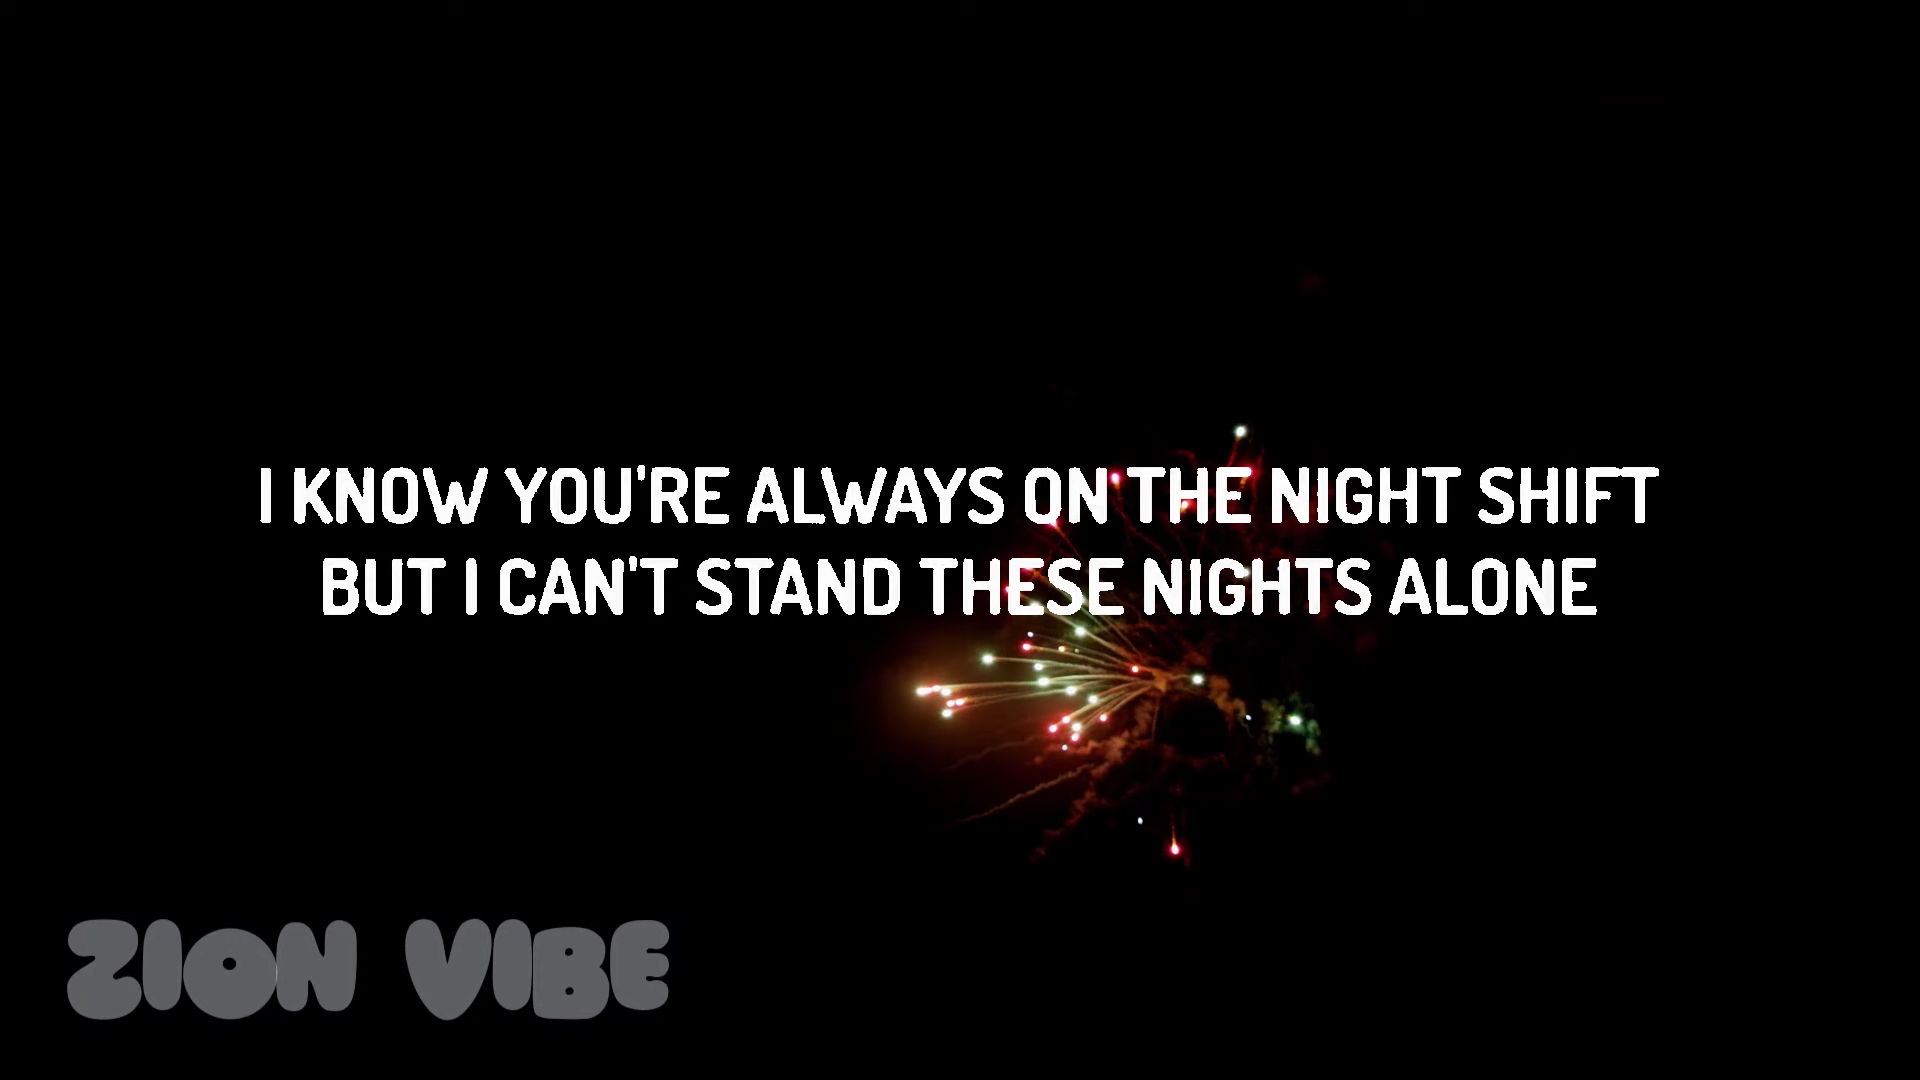 I KNOW YOU'RE ALWAYS ON THE NIGHT SHIFT
BUT I CAN'T STAND THESE NIGHTS ALONE
ZION VIBE